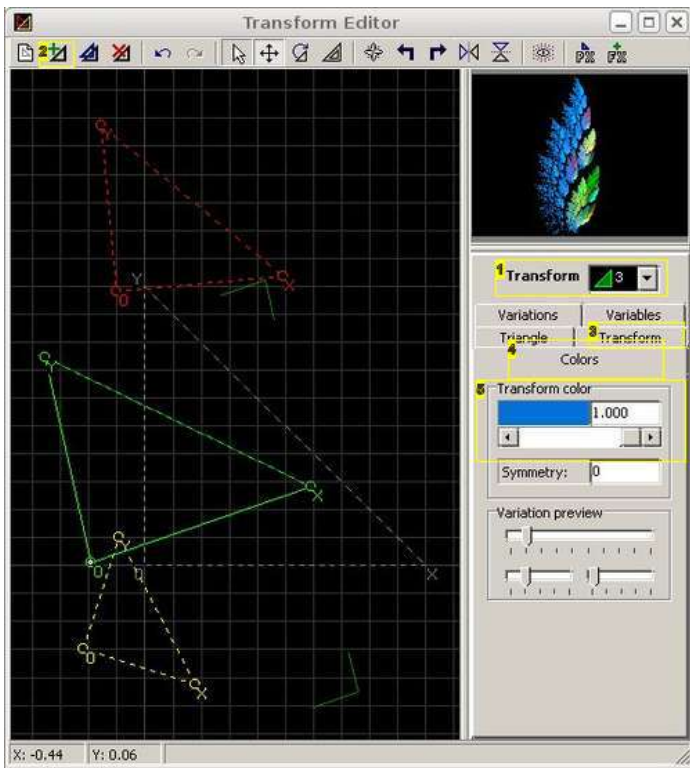 Transform Editor
2
1 Transform 3
Variations Variables
Triangle 3 Transform
4 Colors
5 Transform color
1.000
Symmetry: 0
Variation preview
Y
X
O
Y
O
Y
X
O
Y
O
X
O
X
X: -0.44 Y: 0.06